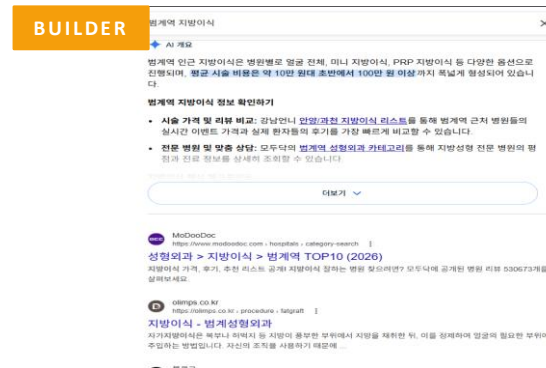 BUILDER
범계역 지방이식
AI 개요
범계역 인근 지방이식은 병원별로 얼굴 전체, 미니 지방이식, PRP 지방이식 등 다양한 옵션으로
진행되며, 평균 시술 비용은 약 10만 원대 초반에서 100만 원 이상까지 폭넓게 형성되어 있습니
다.
범계역 지방이식 정보 확인하기
• 시술 가격 및 리뷰 비교: 강남언니 안양/과천 지방이식 리스트를 통해 범계역 근처 병원들의
실시간 이벤트 가격과 실제 환자들의 후기를 가장 빠르게 비교할 수 있습니다.
• 전문 병원 및 맞춤 상담: 모두닥의 범계역 성형외과 카테고리를 통해 지방성형 전문 병원의 평
점과 진료 정보를 상세히 조회할 수 있습니다
더보기
MoDooDoc
https://www.modoodoc.com › hospitals › category-search
성형외과 > 지방이식 > 범계역 TOP10 (2026)
지방이식 가격, 후기, 추천 리스트 공개! 지방이식 잘하는 병원 찾으려면? 모두닥에 공개된 병원 리뷰 530673개를
살펴보세요.
olimps.co.kr
https://olimps.co.kr › procedure › fatgraft
지방이식 - 범계성형외과
자가지방이식은 복부나 허벅지 등 지방이 풍부한 부위에서 지방을 채취한 뒤, 이를 정제하여 얼굴의 필요한 부위에
주입하는 방법입니다. 자신의 조직을 사용하기 때문에 ...